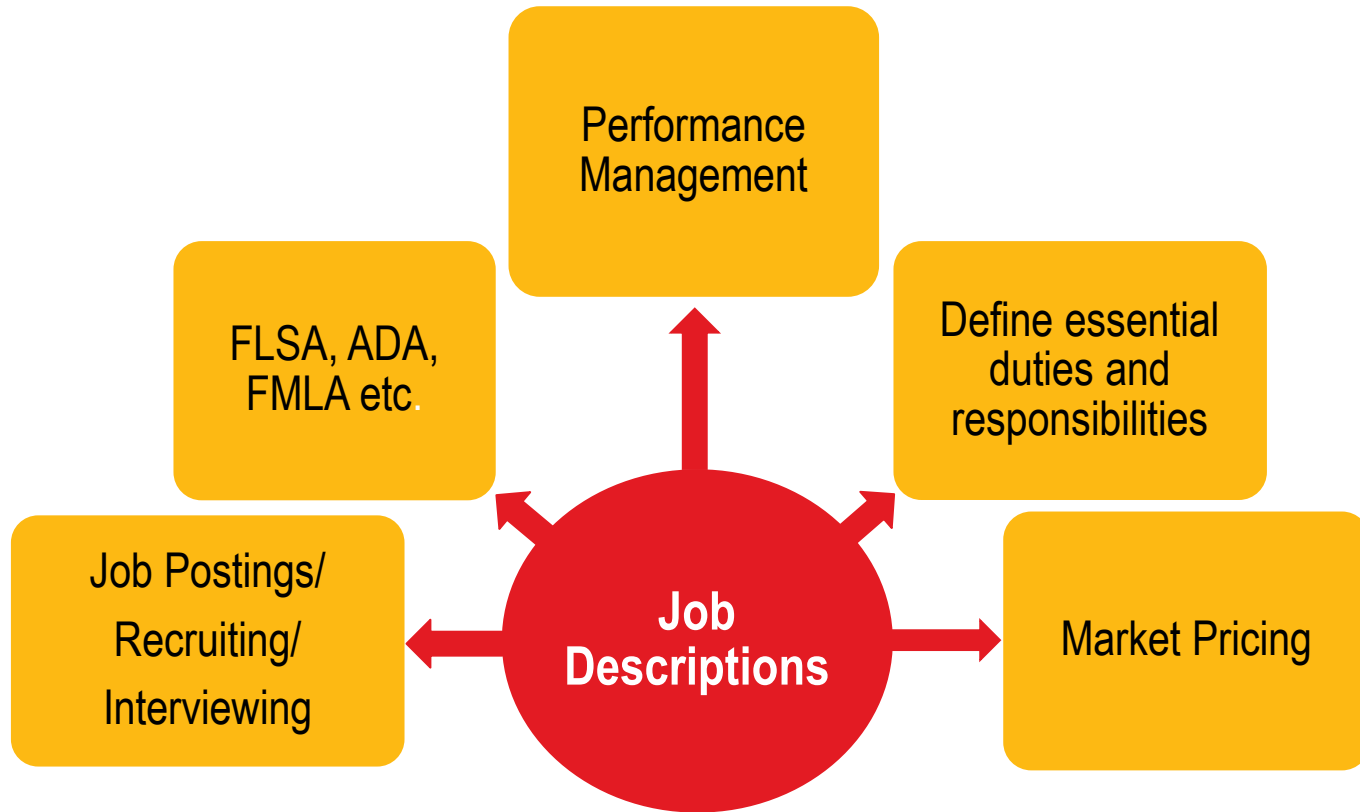 Performance
Management
FLSA, ADA,
FMLA etc.
Define essential
duties and
responsibilities
Job Postings/
Recruiting/
Interviewing
Job
Descriptions
Market Pricing